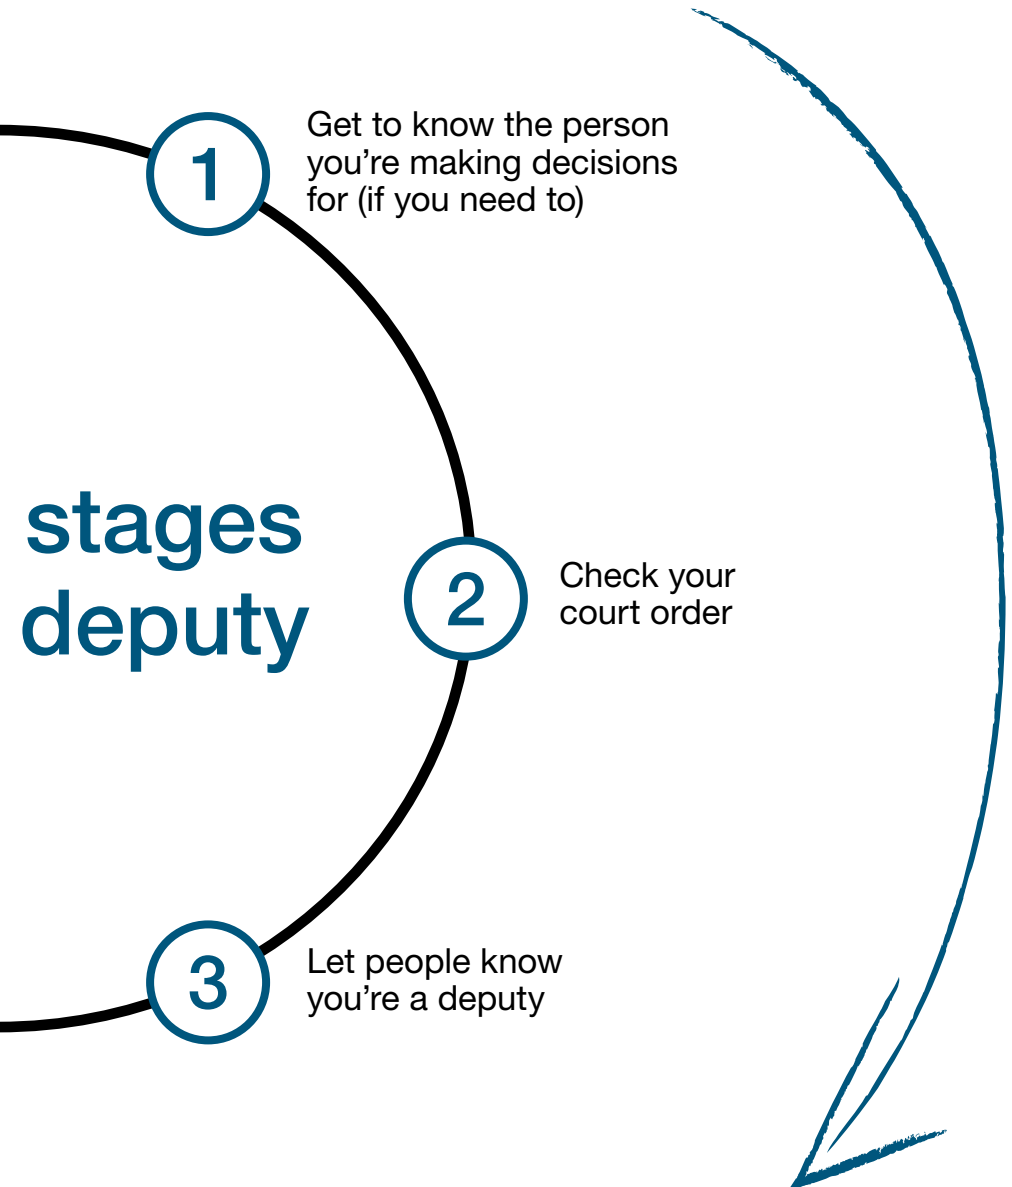 1
Get to know the person
you’re making decisions
for (if you need to)
stages
deputy
2
Check your
court order
3
Let people know
you’re a deputy